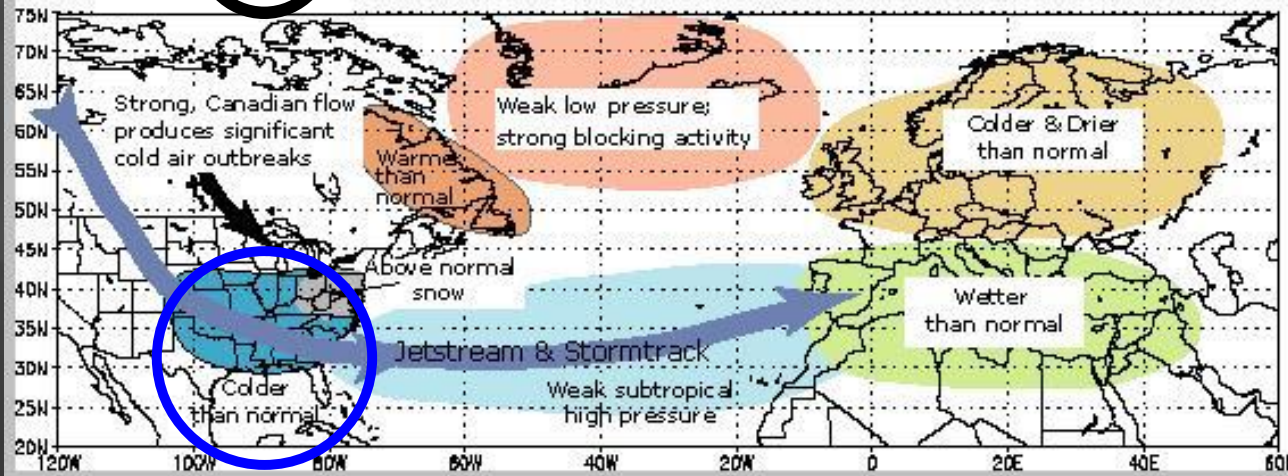 75N
70N
65N
60N
55N
50N
45N
40N
35N
30N
25N
20N
Strong, Canadian flow
produces significant
cold air outbreaks
Weak low pressure;
strong blocking activity
Colder & Drier
than normal
Warme
than
normal
Above normal
snow
Wetter
than normal
Jetstream & Stormtrack
Colder
than normal
Weak subtropical
high pressure
120W 100W 80W 60W 40W 20W 0 20E 40E 60